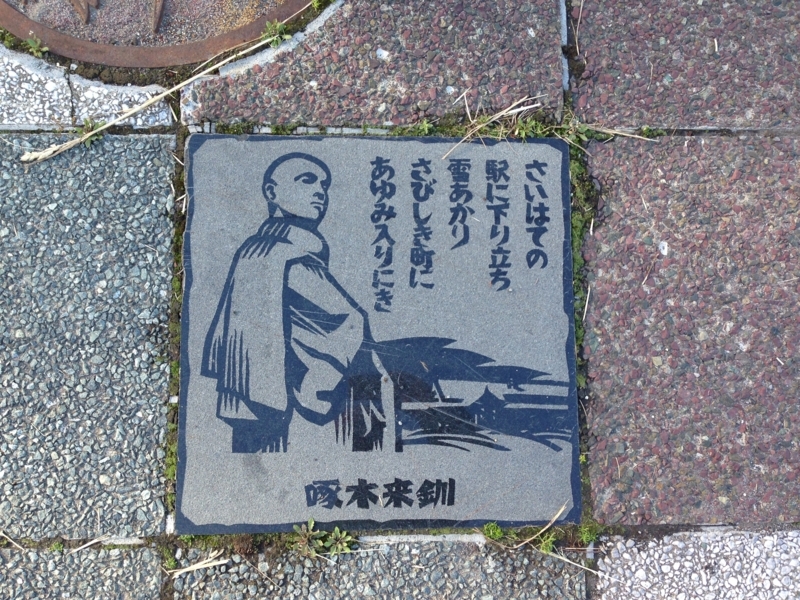 さいはての
駅に下り立ち
雪あかり
さびしき町に
あゆみ入りにき
啄木来釧